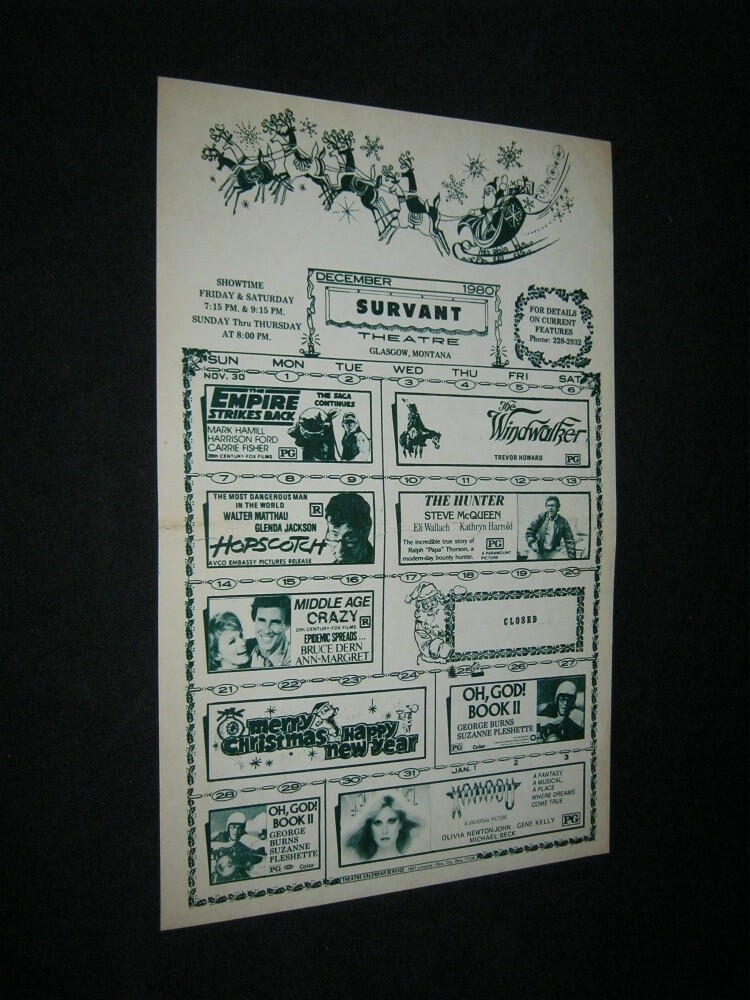 SHOWTIME
FRIDAY & SATURDAY
7:15 P.M. & 9:15 P.M.
SUNDAY Thru THURSDAY
AT 8:00 P.M.
DECEMBER 1980
SURVANT
THEATRE
GLASGOW, MONTANA
FOR DETAILS
ON CURRENT
FEATURES
Phone: 228-2932
SUN MON TUE WED THU FRI SAT
NOV. 30 1 2 3 4 5 6
THE
EMPIRE
STRIKES BACK
THE SAGA
CONTINUES
MARK HAMILL
HARRISON FORD
CARRIE FISHER
20th CENTURY-FOX FILMS
PG
The
Windwalker
TREVOR HOWARD
PG
7 8 9 10 11 12 13
THE MOST DANGEROUS MAN
IN THE WORLD
R
WALTER MATTHAU
GLENDA JACKSON
HOPSCOTCH
AVCO EMBASSY PICTURES RELEASE
THE HUNTER
STEVE McQUEEN
Eli Wallach Kathryn Harrold
The incredible true story of
Ralph "Papa" Thorson, a
modern-day bounty hunter.
PG
A PARAMOUNT
PICTURE
14 15 16 17 18 19 20
MIDDLE AGE
CRAZY
R
20th CENTURY-FOX FILMS
EPIDEMIC SPREADS...
BRUCE DERN
ANN-MARGRET
CLOSED
21 22 23 24 25 26 27
merry
Christmas
Happy
new year
OH, GOD!
BOOK II
GEORGE BURNS
SUZANNE PLESHETTE
PG Color
28 29 30 31 JAN. 1 2 3
OH, GOD!
BOOK II
GEORGE
BURNS
SUZANNE
PLESHETTE
PG Color
XANADU
A FANTASY,
A MUSICAL,
A PLACE
WHERE DREAMS
COME TRUE
A UNIVERSAL PICTURE
OLIVIA NEWTON-JOHN - GENE KELLY
MICHAEL BECK
PG
THEATRE CALENDAR SERVICE